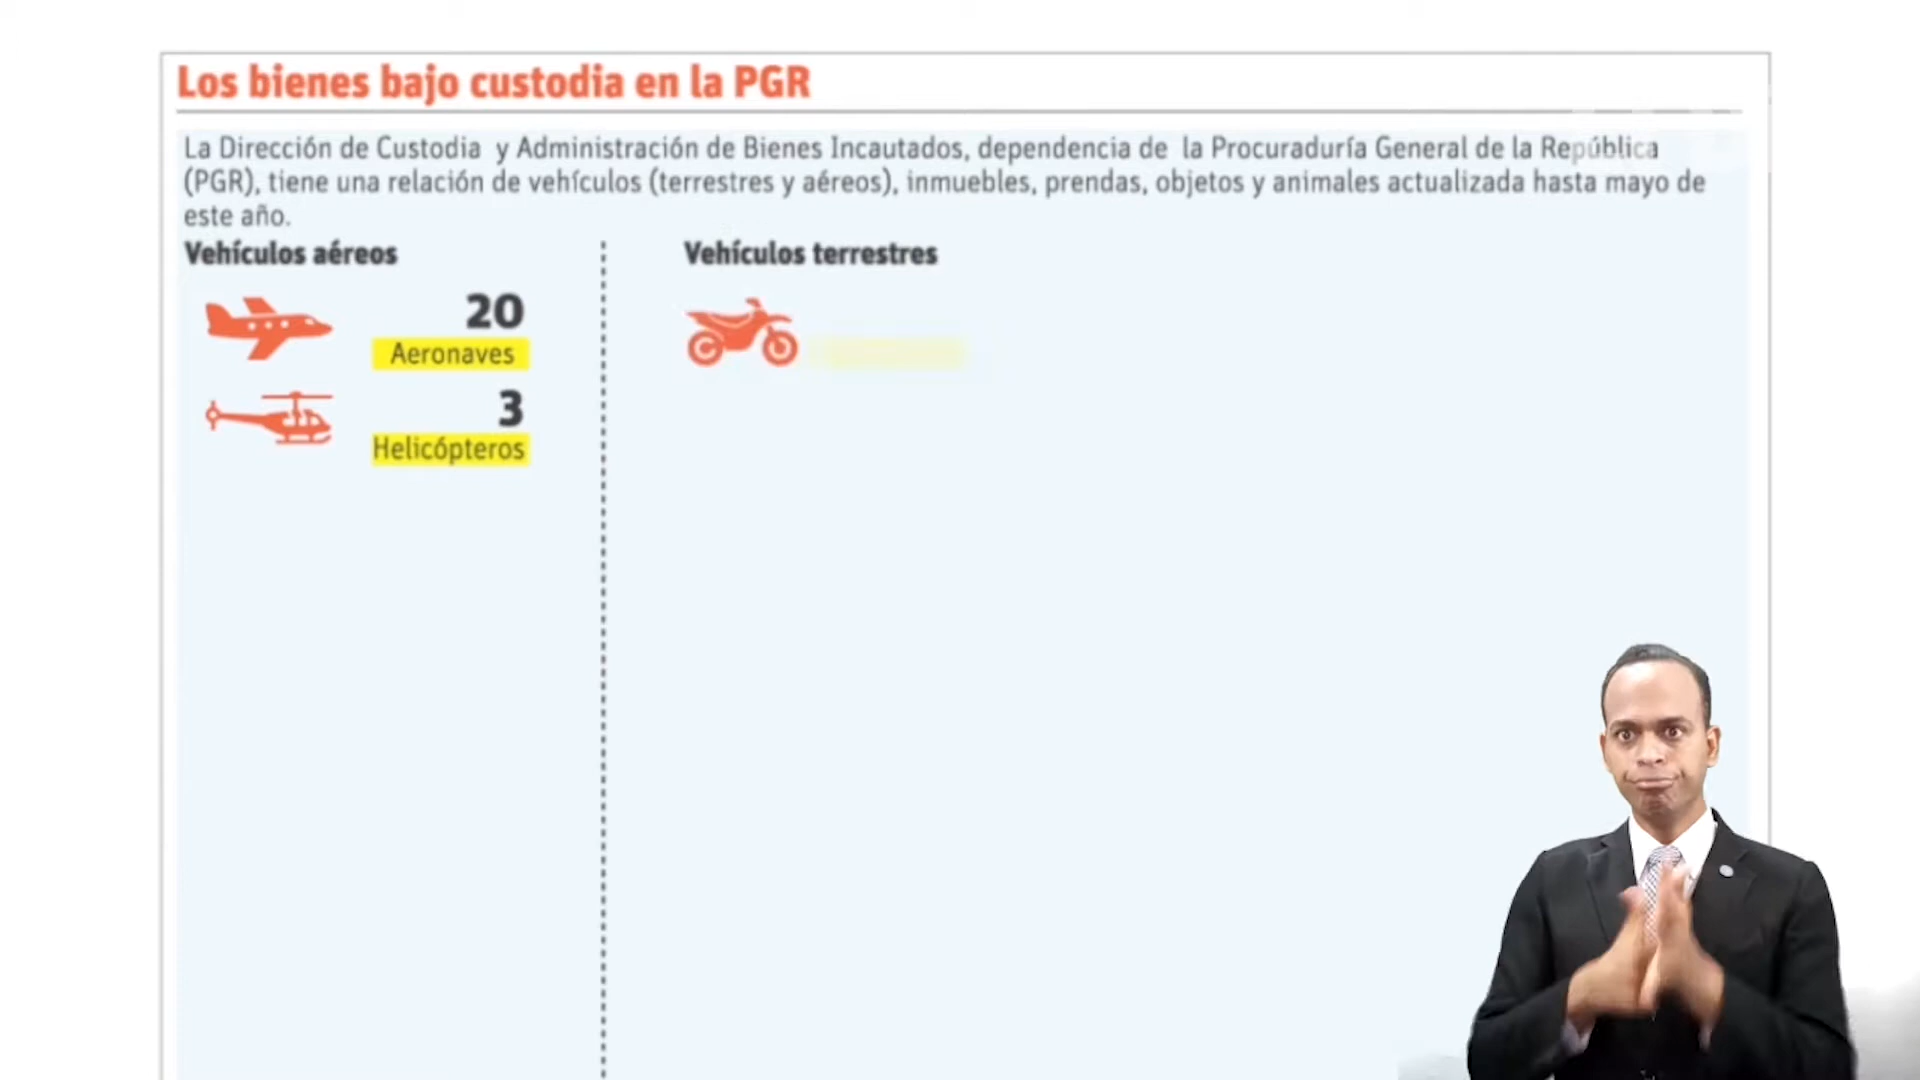 Los bienes bajo custodia en la PGR
La Dirección de Custodia y Administración de Bienes Incautados, dependencia de la Procuraduría General de la República
(PGR), tiene una relación de vehículos (terrestres y aéreos), inmuebles, prendas, objetos y animales actualizada hasta mayo de
este año.
Vehículos aéreos
20
Aeronaves
3
Helicópteros
Vehículos terrestres